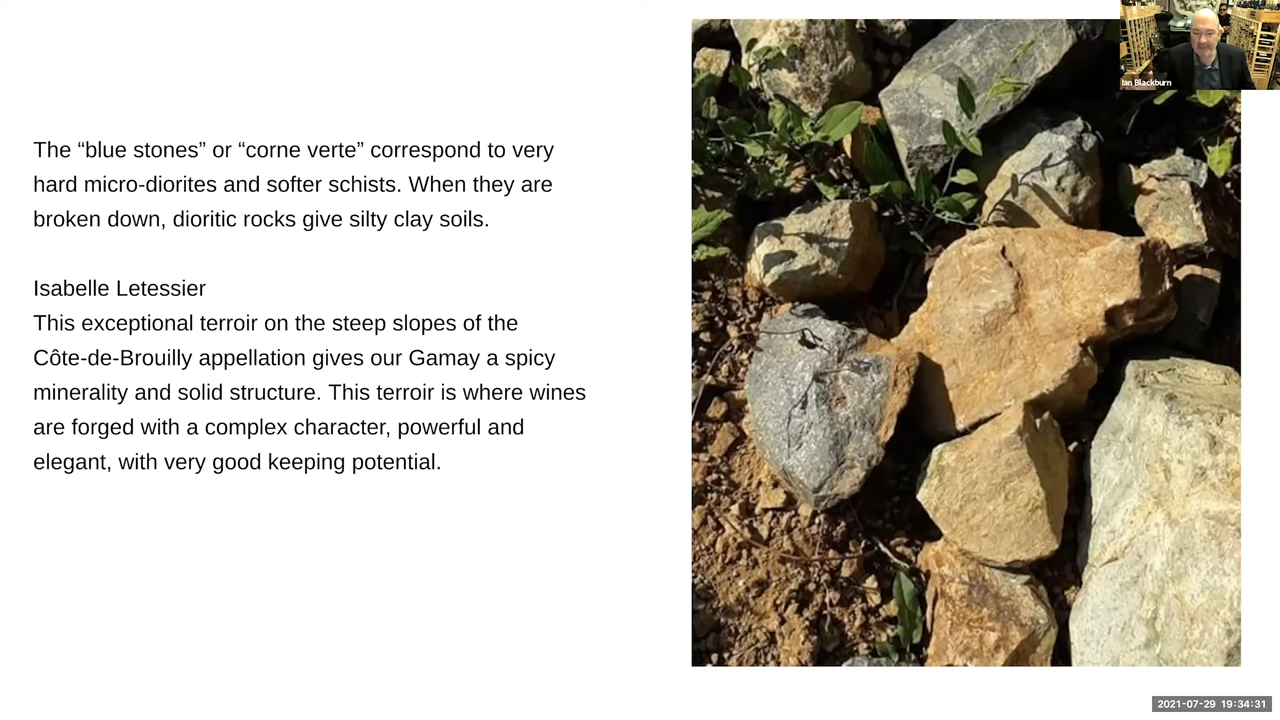 The “blue stones” or “corne verte” correspond to very
hard micro-diorites and softer schists. When they are
broken down, dioritic rocks give silty clay soils.
Isabelle Letessier
This exceptional terroir on the steep slopes of the
Côte-de-Brouilly appellation gives our Gamay a spicy
minerality and solid structure. This terroir is where wines
are forged with a complex character, powerful and
elegant, with very good keeping potential.
Ian Blackburn
2021-07-29 19:34:31